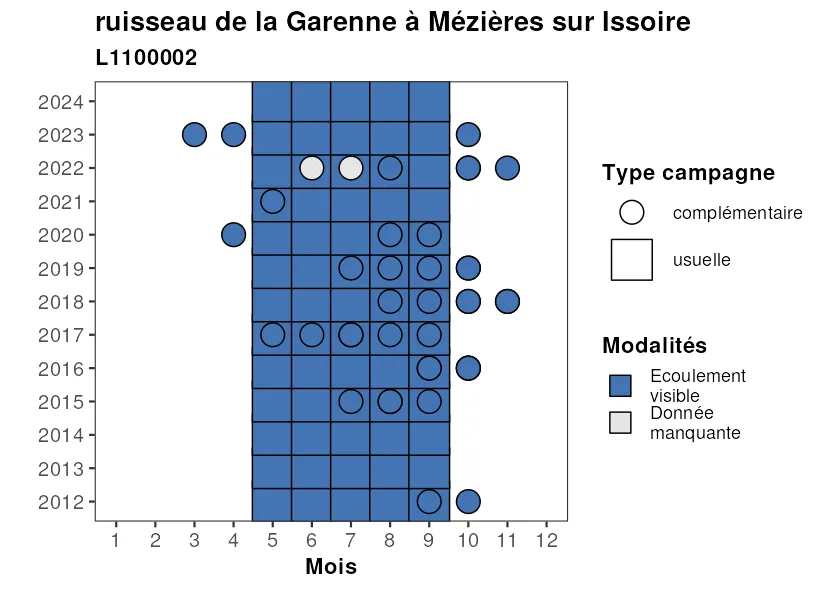 ruisseau de la Garenne à Mézières sur Issoire
L1100002
2024
2023
2022
2021
2020
2019
2018
2017
2016
2015
2014
2013
2012
1 2 3 4 5 6 7 8 9 10 11 12
Mois
Type campagne
complémentaire
usuelle
Modalités
Ecoulement
visible
Donnée
manquante